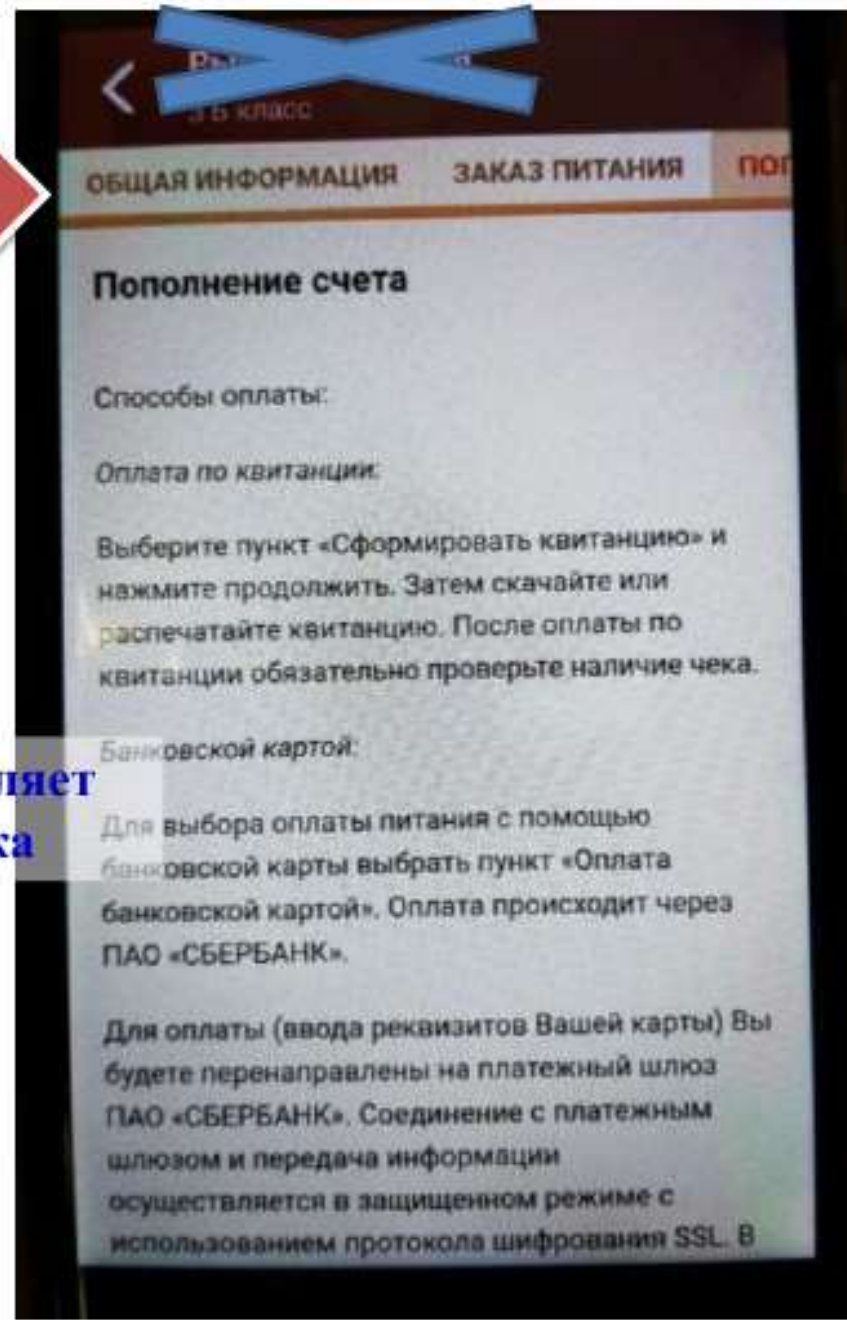 3 Б класс
ОБЩАЯ ИНФОРМАЦИЯ ЗАКАЗ ПИТАНИЯ ПОП
Пополнение счета
Способы оплаты:
Оплата по квитанции:
Выберите пункт «Сформировать квитанцию» и
нажмите продолжить. Затем скачайте или
распечатайте квитанцию. После оплаты по
квитанции обязательно проверьте наличие чека.
Банковской картой:
ляет
ка
Для выбора оплаты питания с помощью
банковской карты выбрать пункт «Оплата
банковской картой». Оплата происходит через
ПАО «СБЕРБАНК».
Для оплаты (ввода реквизитов Вашей карты) Вы
будете перенаправлены на платежный шлюз
ПАО «СБЕРБАНК». Соединение с платежным
шлюзом и передача информации
осуществляется в защищенном режиме с
использованием протокола шифрования SSL. В